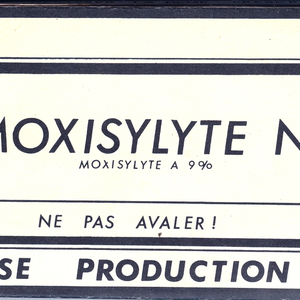 MOXISYLYTE N
MOXISYLYTE A 9%
NE PAS AVALER!
SE PRODUCTION